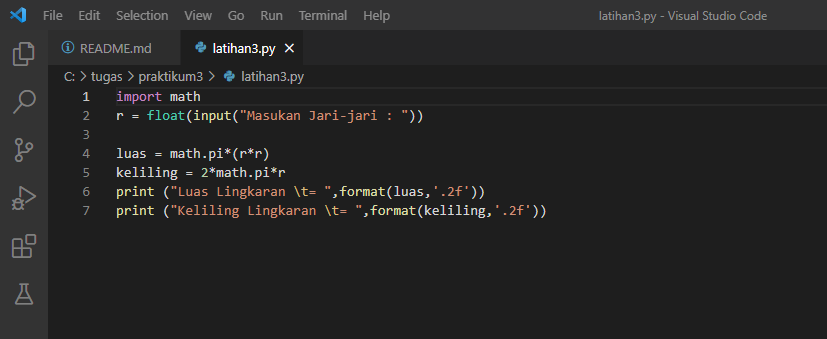 File Edit Selection View Go Run Terminal Help latihan3.py - Visual Studio Code
README.md latihan3.py
C: > tugas > praktikum3 > latihan3.py
1 import math
2 r = float(input("Masukan Jari-jari : "))
3
4 luas = math.pi*(r*r)
5 keliling = 2*math.pi*r
6 print ("Luas Lingkaran \t= ",format(luas,'.2f'))
7 print ("Keliling Lingkaran \t= ",format(keliling,'.2f'))